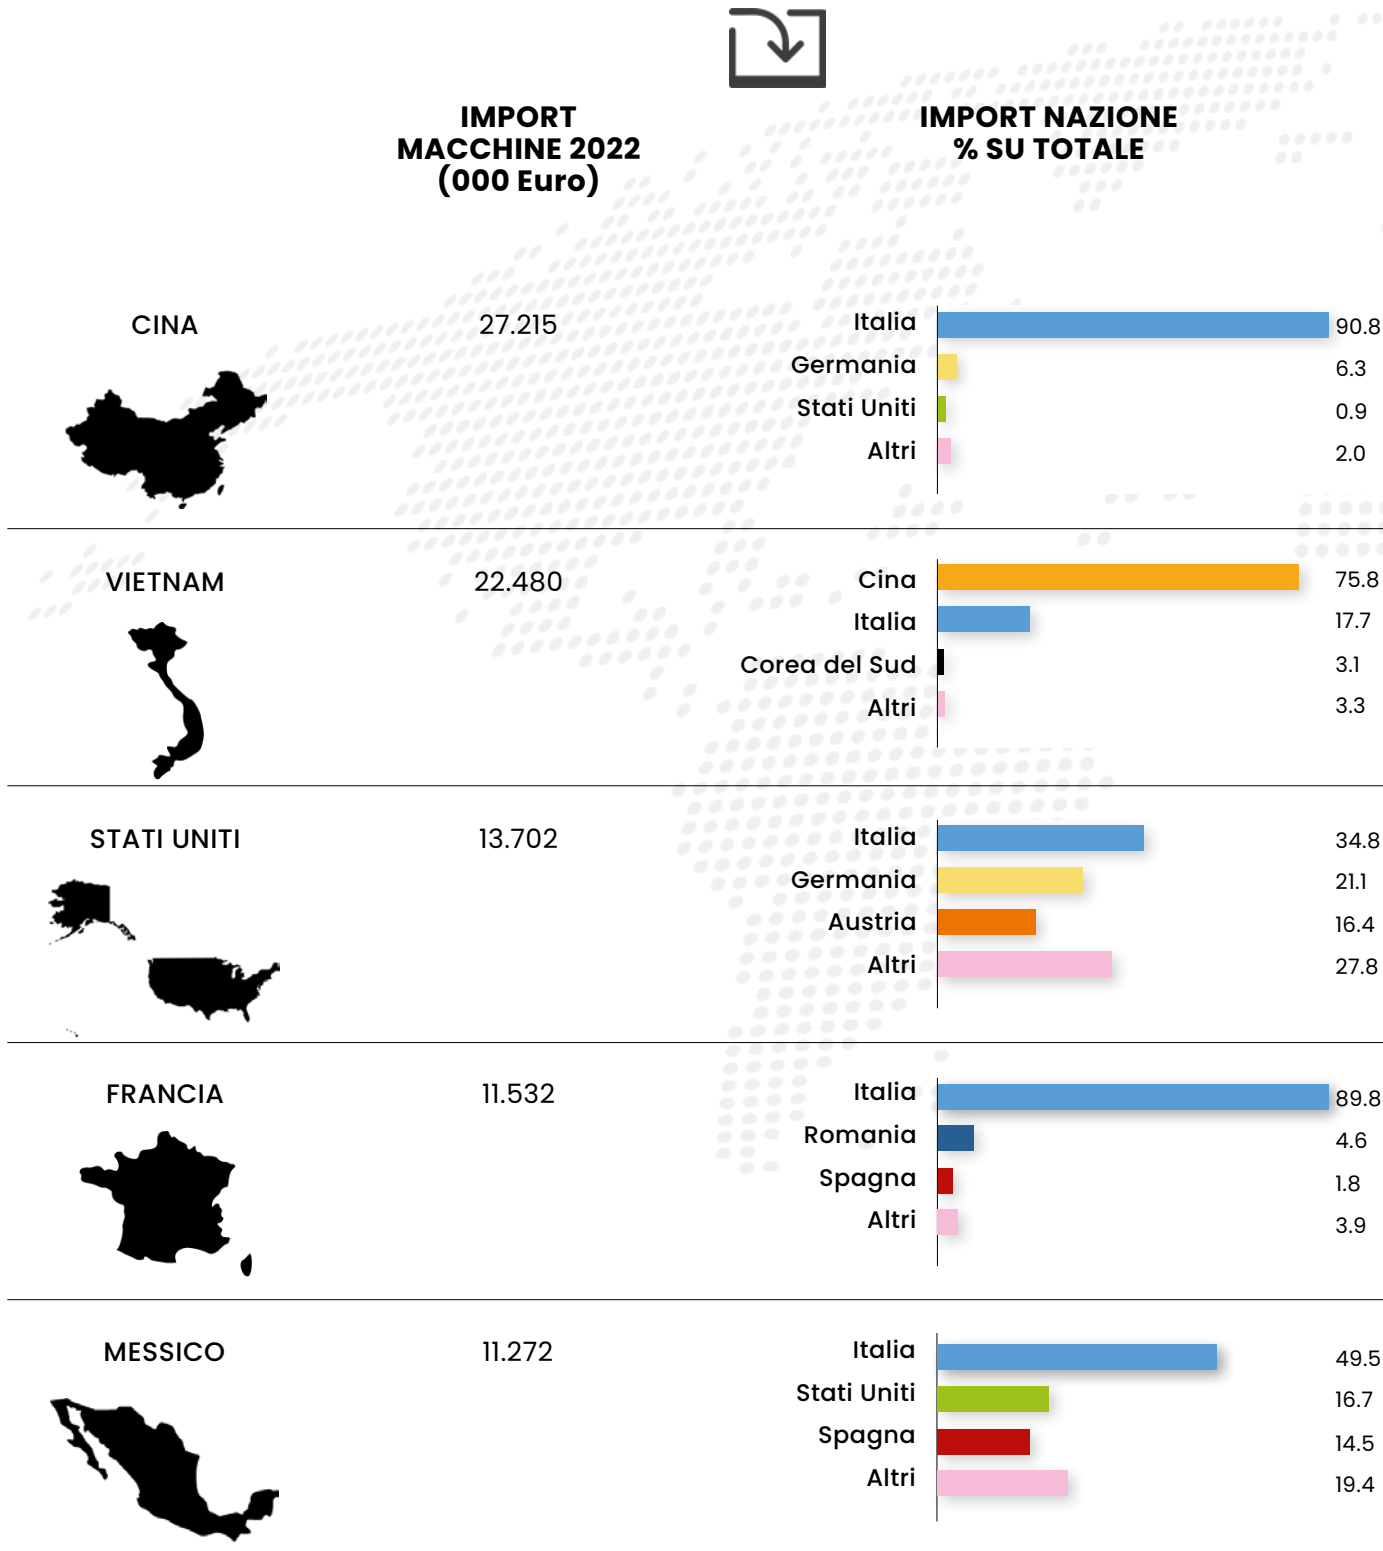 IMPORT
MACCHINE 2022
(000 Euro)
IMPORT NAZIONE
% SU TOTALE
CINA
27.215
Italia 90.8
Germania 6.3
Stati Uniti 0.9
Altri 2.0
VIETNAM
22.480
Cina 75.8
Italia 17.7
Corea del Sud 3.1
Altri 3.3
STATI UNITI
13.702
Italia 34.8
Germania 21.1
Austria 16.4
Altri 27.8
FRANCIA
11.532
Italia 89.8
Romania 4.6
Spagna 1.8
Altri 3.9
MESSICO
11.272
Italia 49.5
Stati Uniti 16.7
Spagna 14.5
Altri 19.4